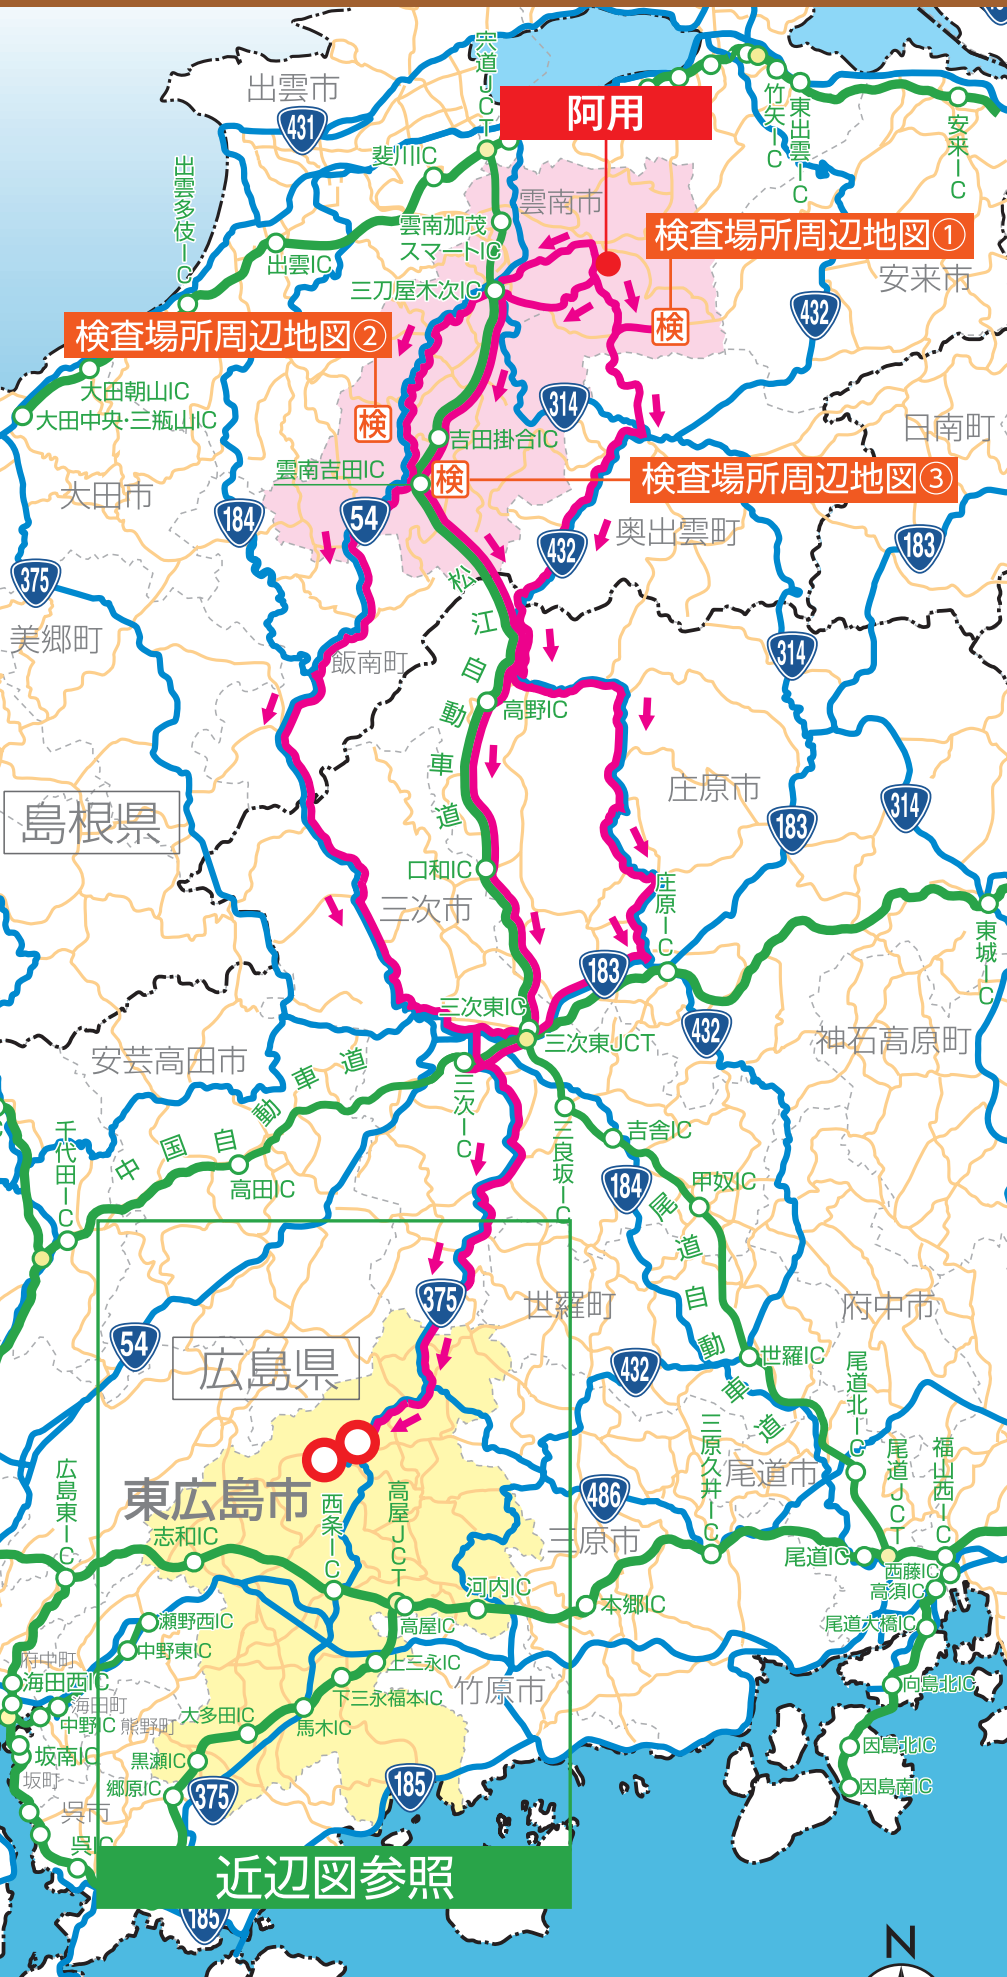 宍道JCT
出雲市
431
阿用
竹矢IC
東出雲IC
安来IC
斐川IC
出雲多伎IC
雲南市
雲南加茂
スマートIC
検査場所周辺地図①
出雲IC
安来市
三刀屋木次IC
432
検
検査場所周辺地図②
大田朝山IC
314
大田中央・三瓶山IC
検
日南町
吉田掛合IC
雲南吉田IC
検
検査場所周辺地図③
大田市
184
54
432
奥出雲町
183
375
松江自動車道
美郷町
飯南町
314
高野IC
庄原市
島根県
183
314
口和IC
三次市
庄原IC
東城IC
183
三次東IC
三次東JCT
432
神石高原町
安芸高田市
中国自動車道
三次IC
千代田IC
三良坂IC
吉舎IC
高田IC
184
甲奴IC
尾道自動車道
375
世羅町
府中市
54
広島県
432
世羅IC
尾道北IC
三原久井IC
尾道JCT
福山西IC
尾道市
広島東IC
東広島市
西条IC
高屋JCT
486
三原市
志和IC
尾道IC
西藤IC
高須IC
河内IC
本郷IC
瀬野西IC
高屋IC
尾道大橋IC
中野東IC
府中町
上三永IC
海田西IC
向島北IC
海田町
下三永福本IC
竹原市
中野IC
熊野町
大多田IC
馬木IC
坂南IC
因島北IC
黒瀬IC
坂町
郷原IC
375
185
因島南IC
呉市
呉IC
近辺図参照
185
N